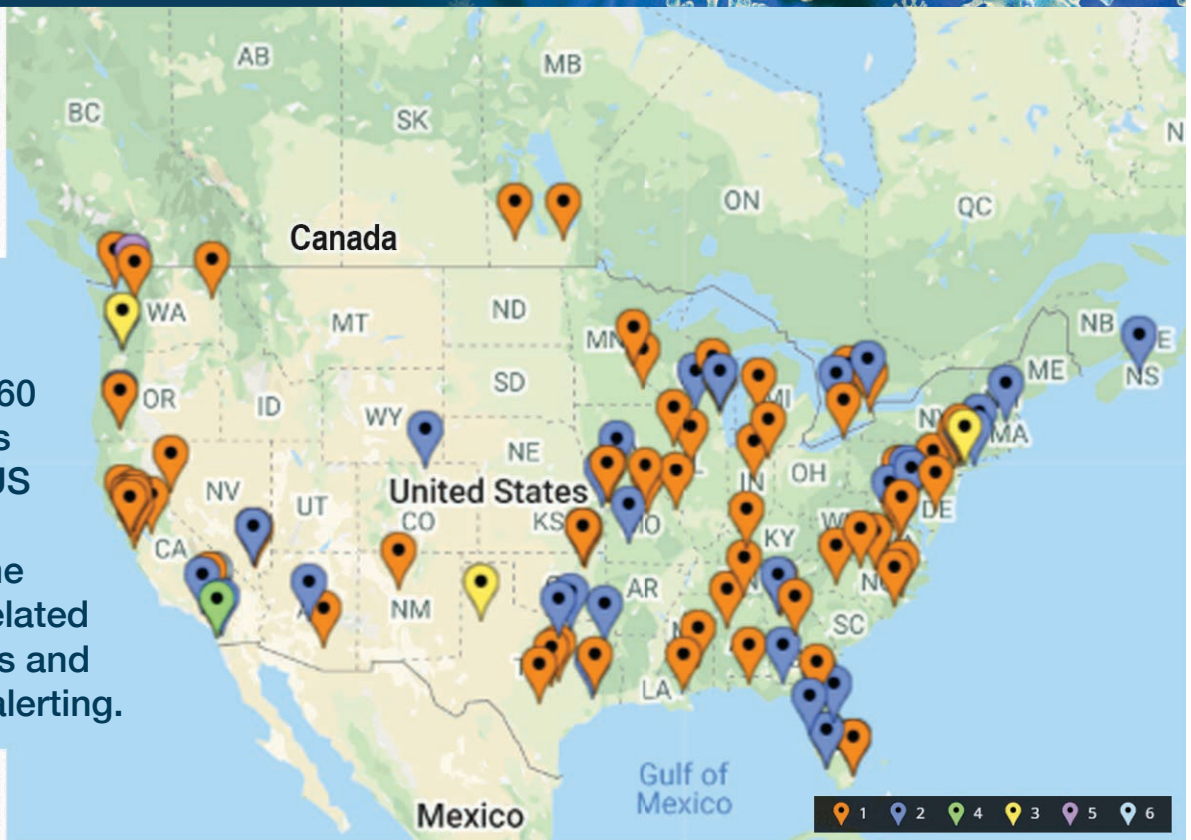 60
s
US
ne
elated
s and
alerting.
AB
MB
BC
SK
ON
QC
N
Canada
WA
MT
ND
MN
NB
E
ME
NS
OR
ID
SD
WY
MI
NY
MA
NE
IN
OH
NV
UT
United States
CO
KS
MO
DE
KY
CA
NM
AR
SC
LA
Gulf of
Mexico
Mexico
1 2 4 3 5 6